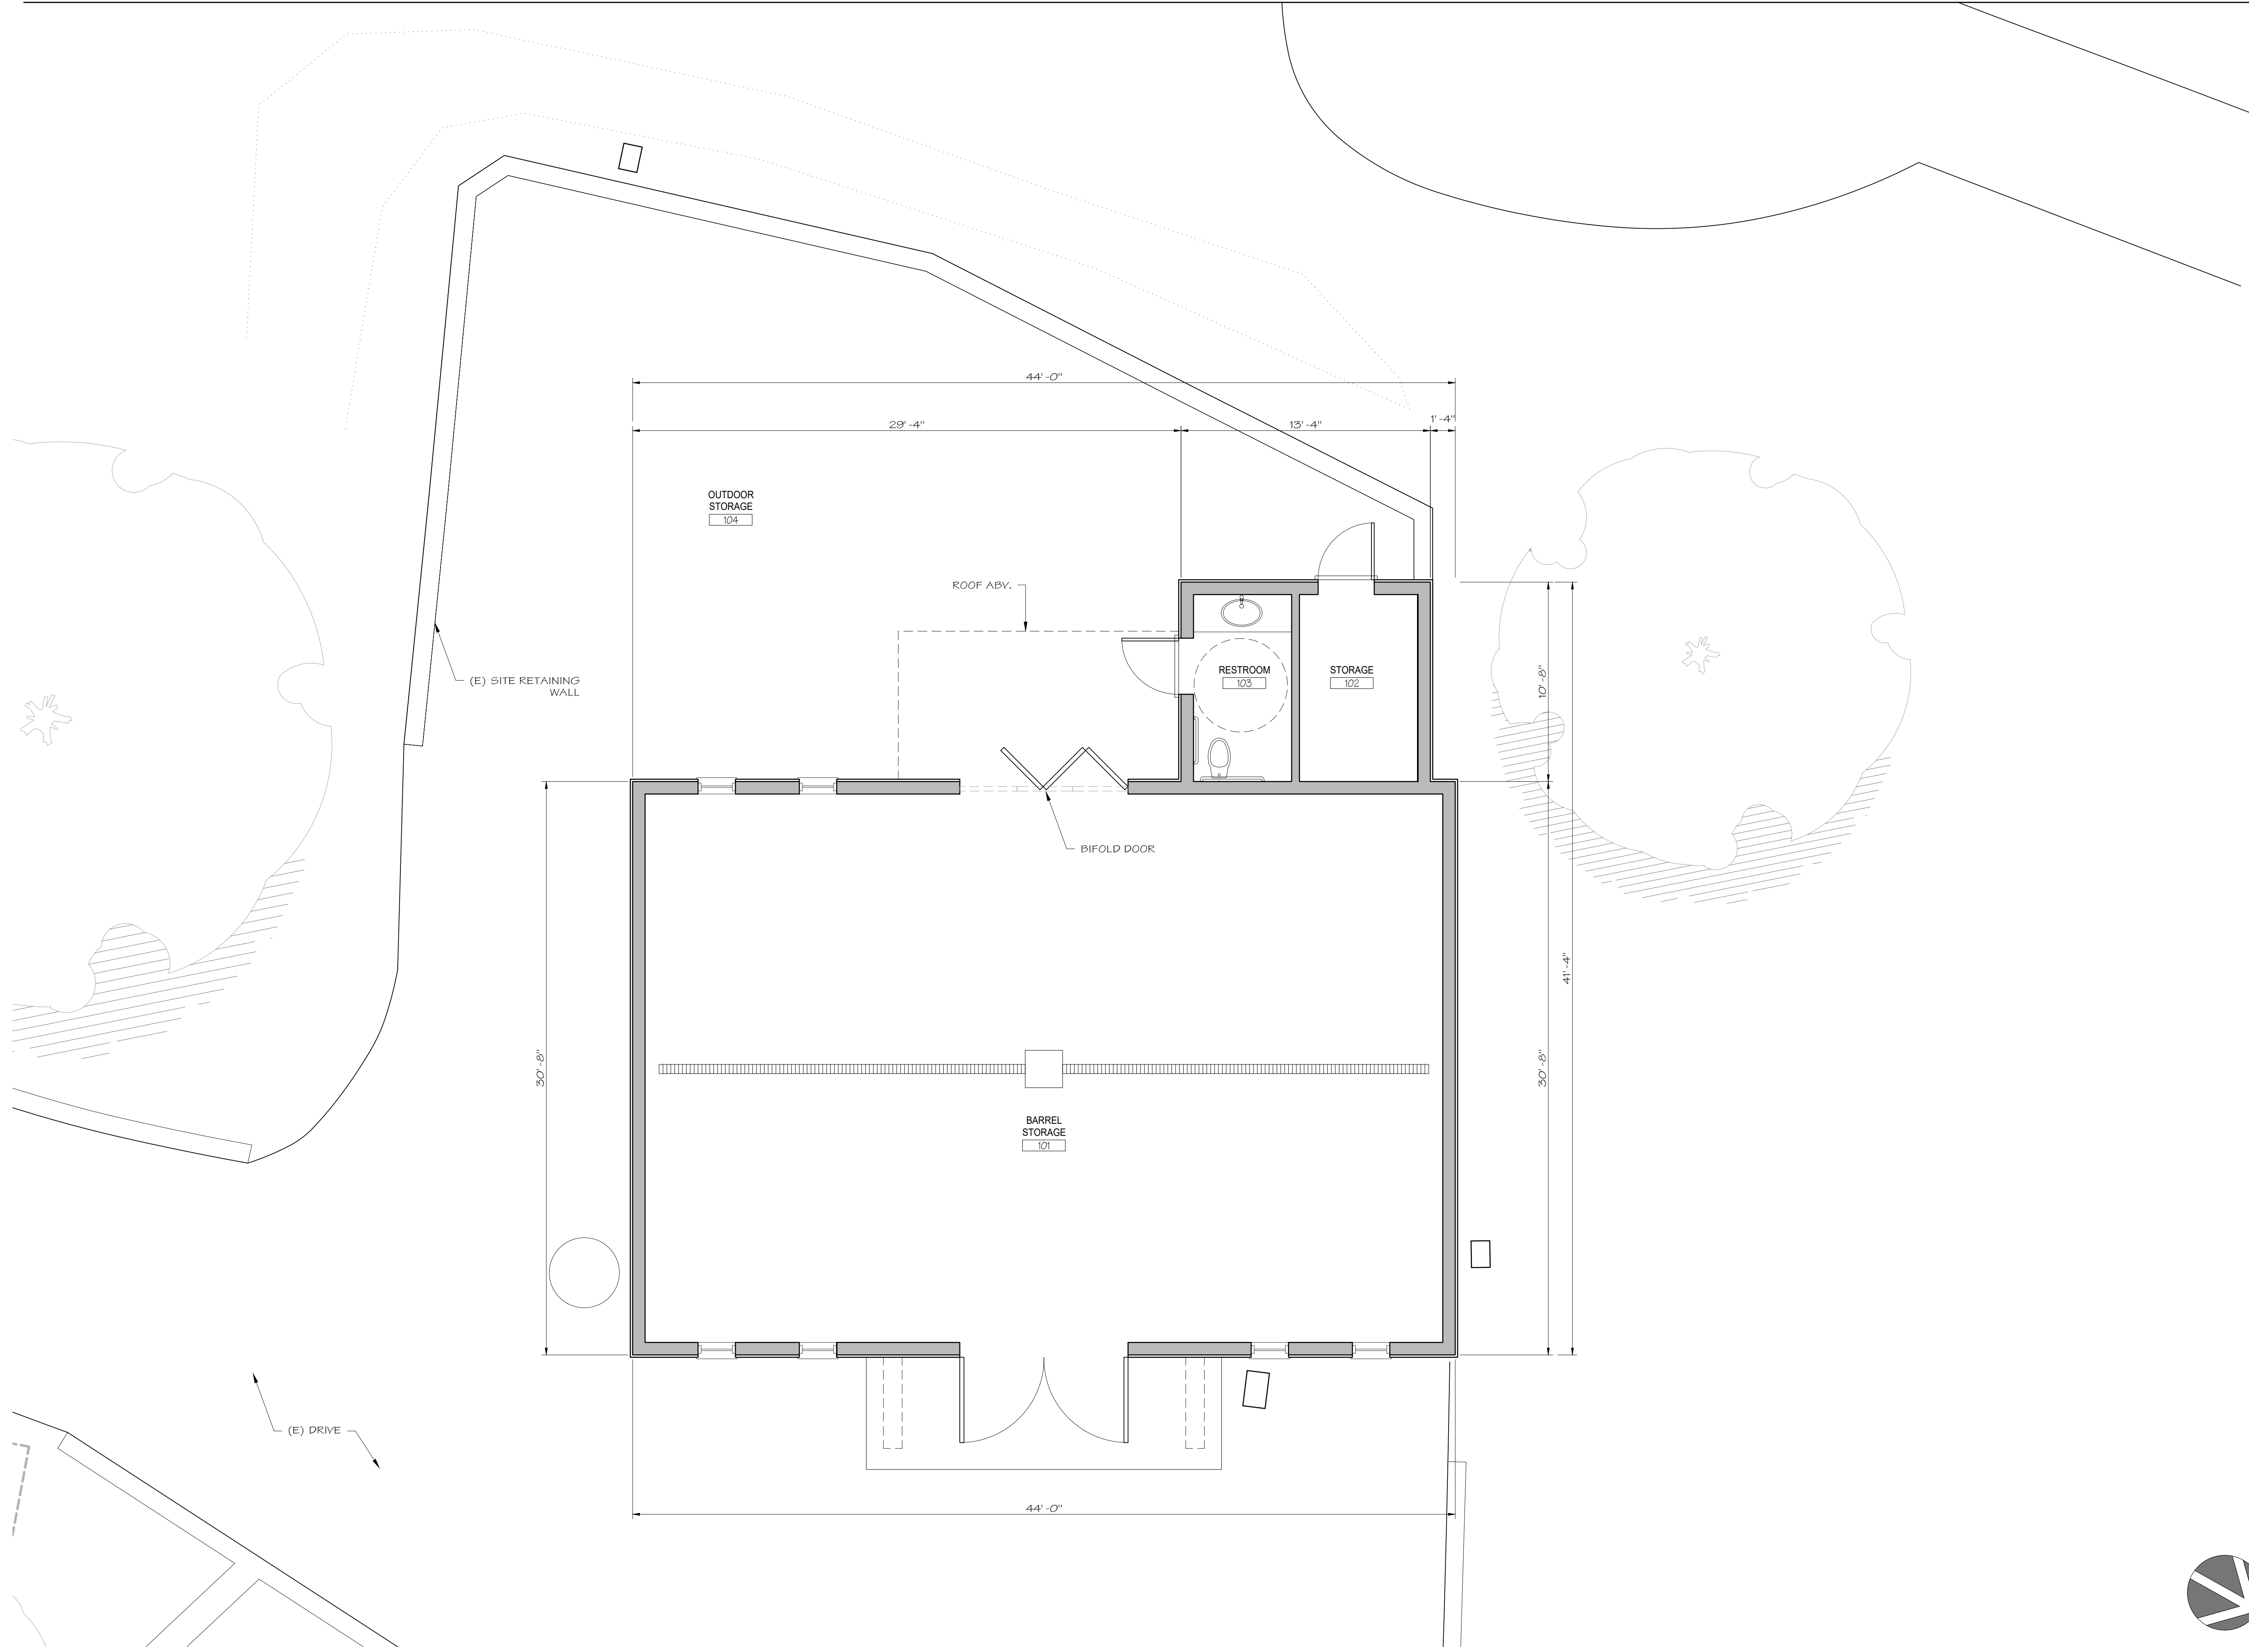 44'-0"
29'-4"
13'-4"
1'-4"
OUTDOOR
STORAGE
104
ROOF ABV.
(E) SITE RETAINING
WALL
RESTROOM
103
STORAGE
102
10'-8"
BIFOLD DOOR
41'-4"
30'-8"
30'-8"
BARREL
STORAGE
101
(E) DRIVE
44'-0"